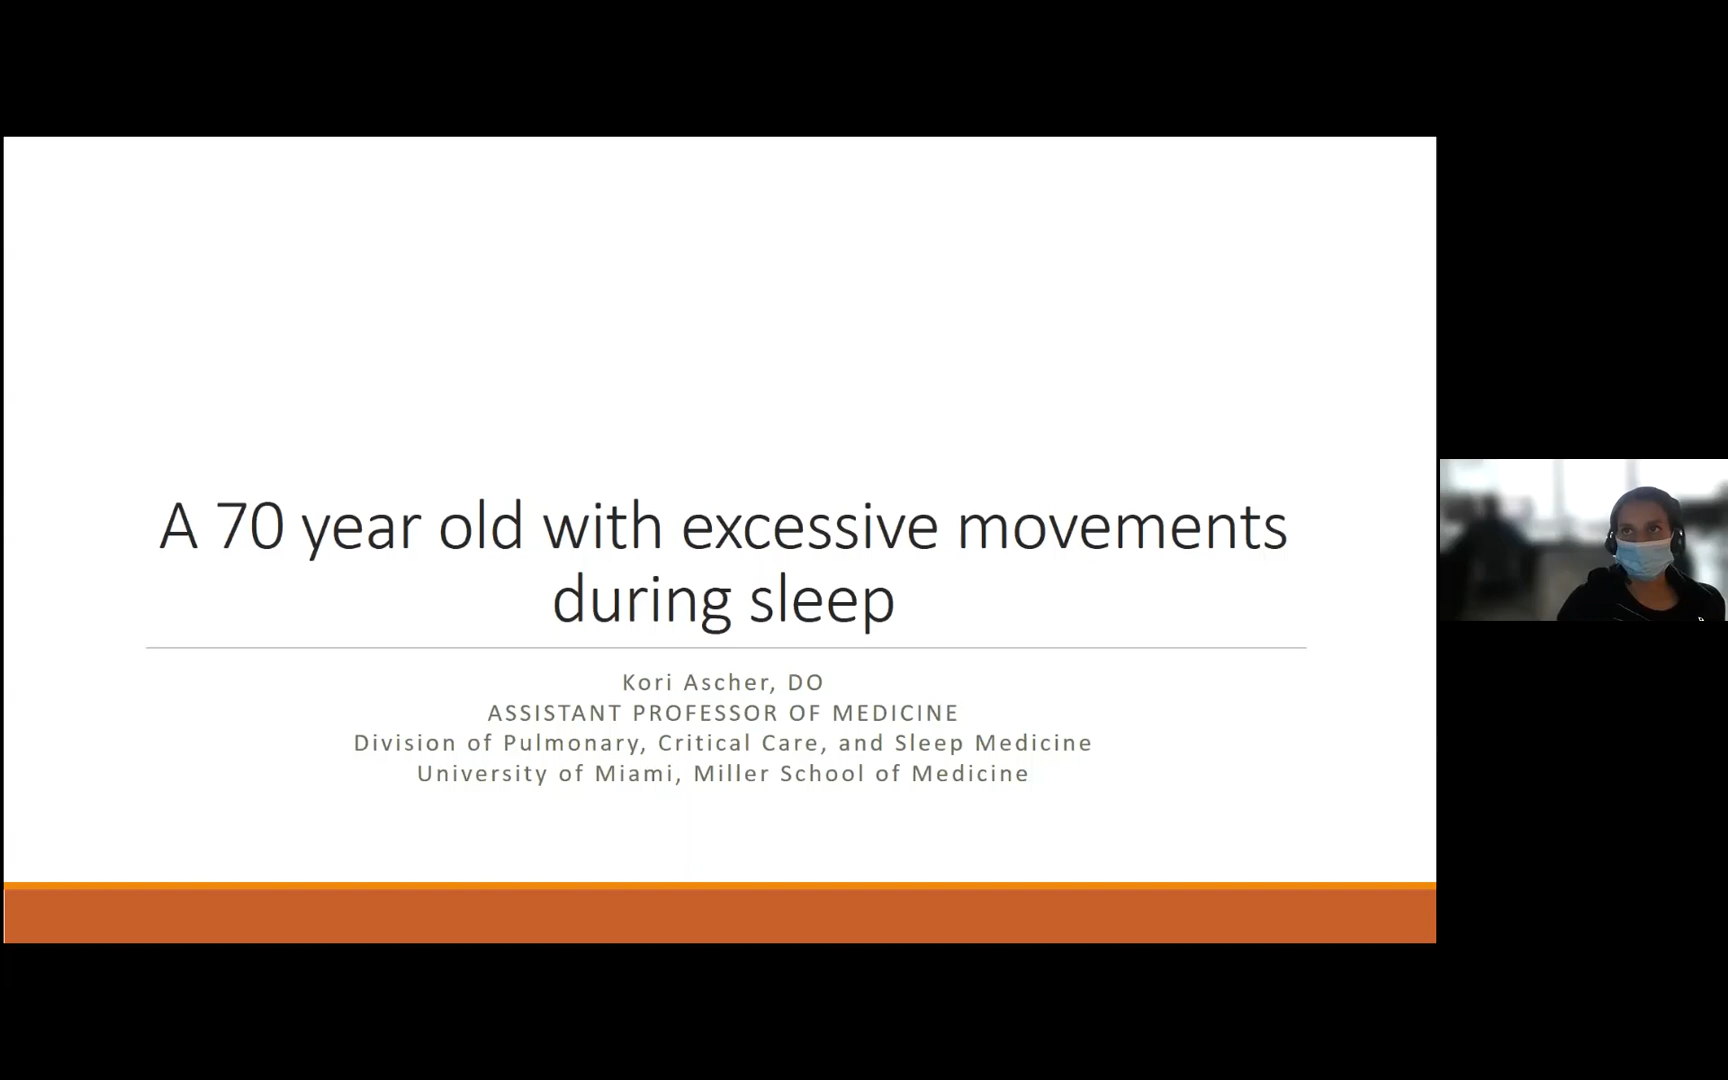 A 70 year old with excessive movements
during sleep
Kori Ascher, DO
ASSISTANT PROFESSOR OF MEDICINE
Division of Pulmonary, Critical Care, and Sleep Medicine
University of Miami, Miller School of Medicine